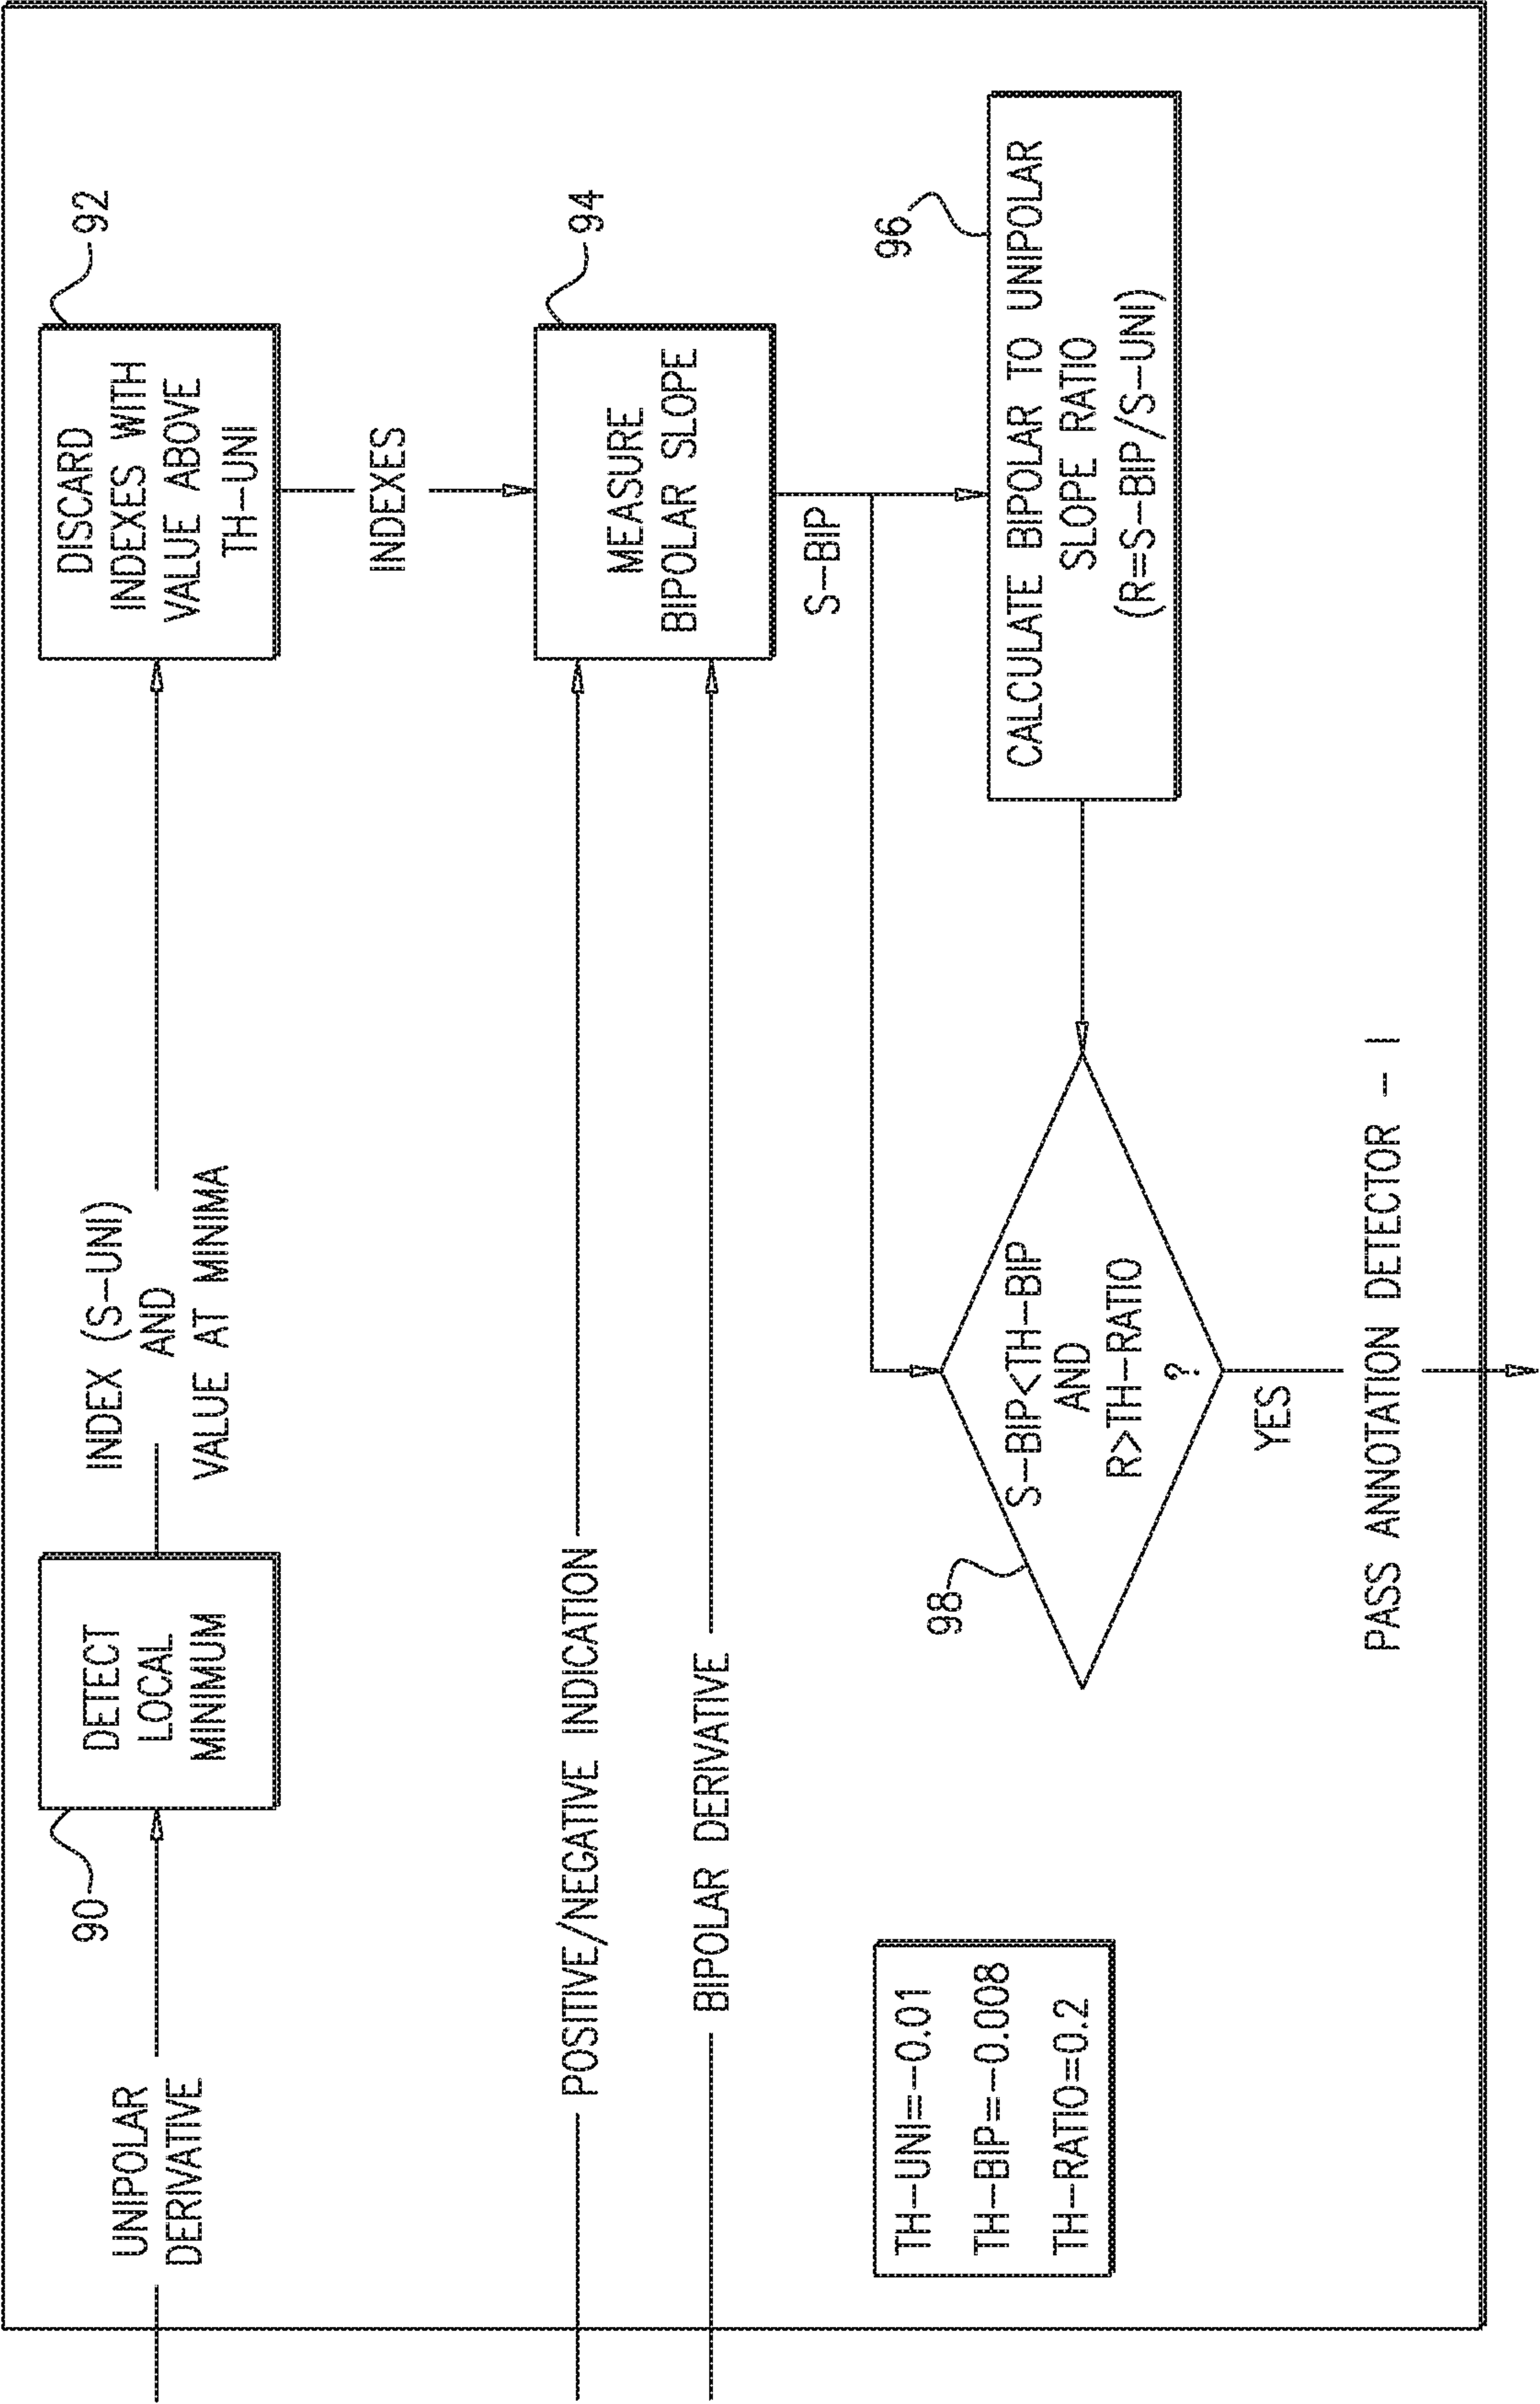 UNIPOLAR
DERIVATIVE
90
DETECT
LOCAL
MINIMUM
INDEX (S-UNI)
AND
VALUE AT MINIMA
92
DISCARD
INDEXES WITH
VALUE ABOVE
TH-UNI
INDEXES
POSITIVE/NEGATIVE INDICATION
BIPOLAR DERIVATIVE
94
MEASURE
BIPOLAR SLOPE
S-BIP
96
CALCULATE BIPOLAR TO UNIPOLAR
SLOPE RATIO
(R=S-BIP/S-UNI)
98
S-BIP<TH-BIP
AND
R>TH-RATIO
?
YES
PASS ANNOTATION DETECTOR - 1
TH-UNI=-0.01
TH-BIP=-0.008
TH-RATIO=0.2